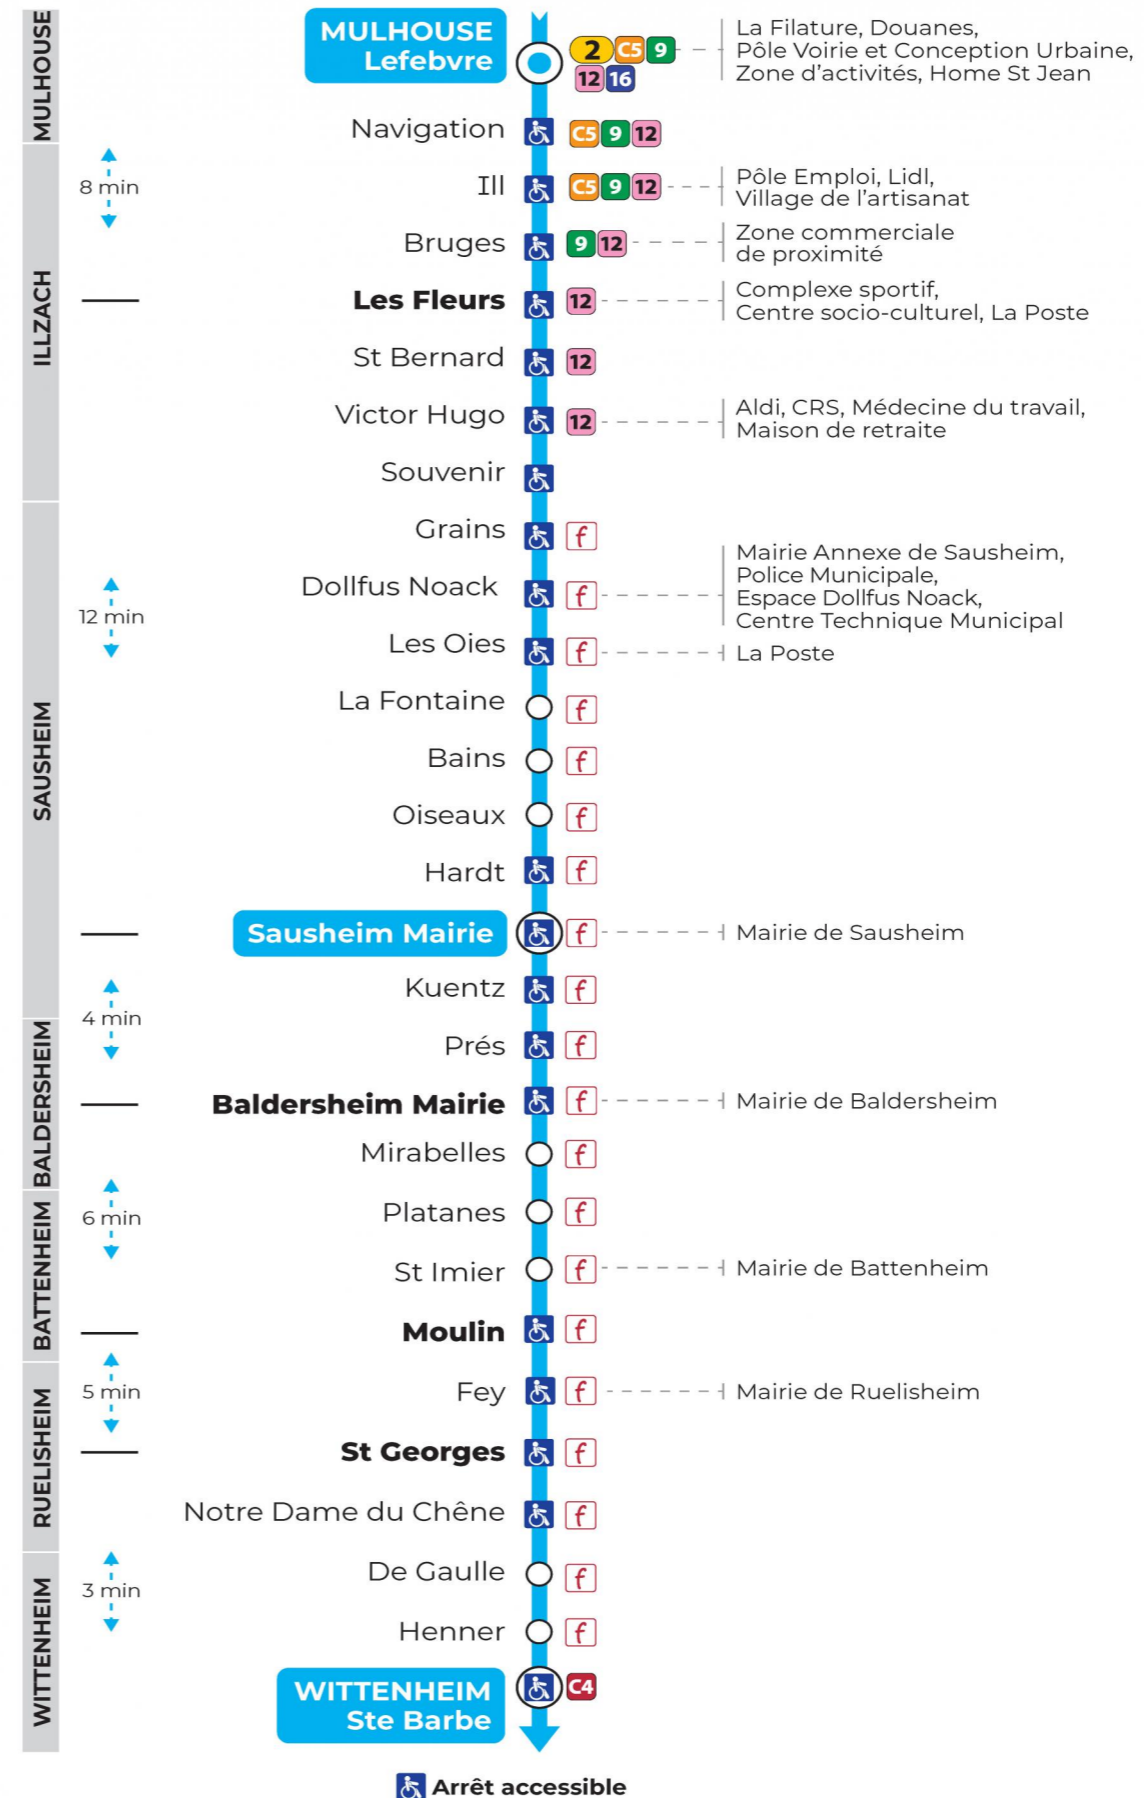 MULHOUSE
MULHOUSE
Lefebvre
2 C5 9
12 16
La Filature, Douanes,
Pôle Voirie et Conception Urbaine,
Zone d'activités, Home St Jean
Navigation
C5 9 12
ILLZACH
8 min
Ill
C5 9 12
Pôle Emploi, Lidl,
Village de l'artisanat
Bruges
9 12
Zone commerciale
de proximité
Les Fleurs
12
Complexe sportif,
Centre socio-culturel, La Poste
St Bernard
12
Victor Hugo
12
Aldi, CRS, Médecine du travail,
Maison de retraite
Souvenir
SAUSHEIM
Grains
f
12 min
Dollfus Noack
f
Mairie Annexe de Sausheim,
Police Municipale,
Espace Dollfus Noack,
Centre Technique Municipal
Les Oies
f
La Poste
La Fontaine
f
Bains
f
Oiseaux
f
Hardt
f
Sausheim Mairie
f
Mairie de Sausheim
Kuentz
f
4 min
BALDERSHEIM
Prés
f
Baldersheim Mairie
f
Mairie de Baldersheim
Mirabelles
f
BATTENHEIM
6 min
Platanes
f
St Imier
f
Mairie de Battenheim
Moulin
f
RUELISHEIM
5 min
Fey
f
Mairie de Ruelisheim
St Georges
f
Notre Dame du Chêne
f
WITTENHEIM
3 min
De Gaulle
f
Henner
f
WITTENHEIM
Ste Barbe
C4
Arrêt accessible